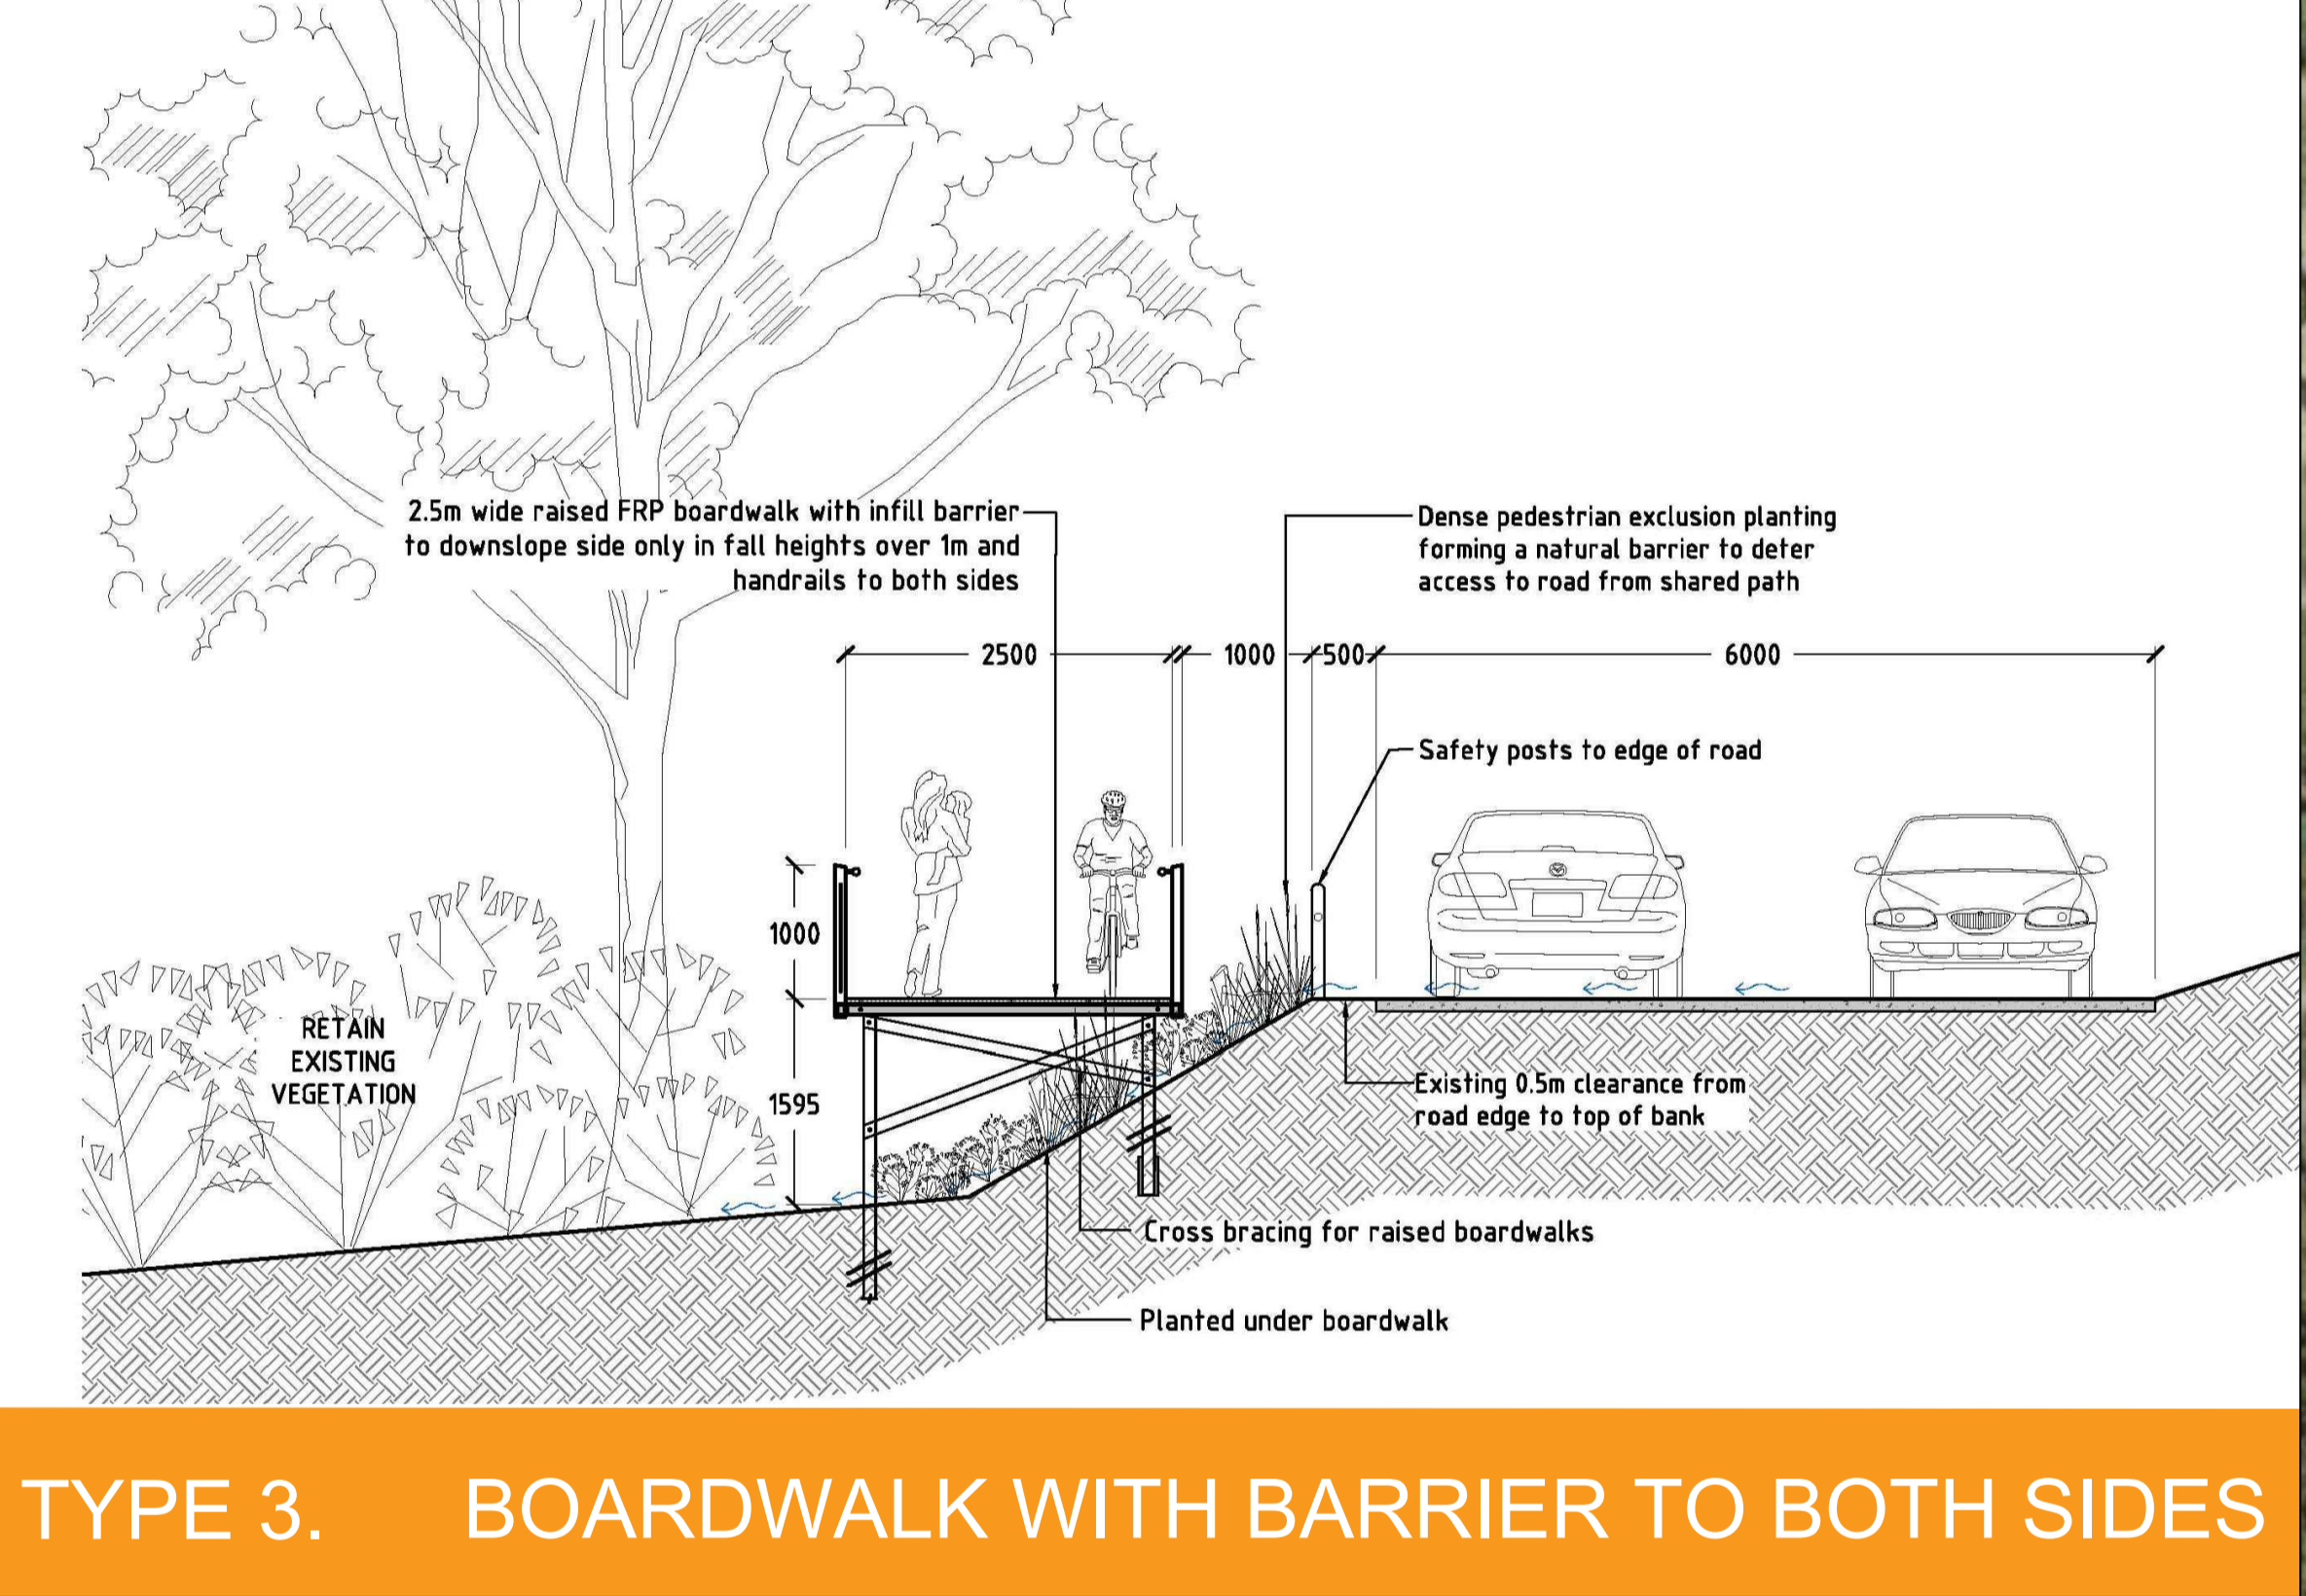 2.5m wide raised FRP boardwalk with infill barrier
to downslope side only in fall heights over 1m and
handrails to both sides
Dense pedestrian exclusion planting
forming a natural barrier to deter
access to road from shared path
2500
1000
500
6000
Safety posts to edge of road
1000
RETAIN
EXISTING
VEGETATION
1595
Existing 0.5m clearance from
road edge to top of bank
Cross bracing for raised boardwalks
Planted under boardwalk
TYPE 3. BOARDWALK WITH BARRIER TO BOTH SIDES